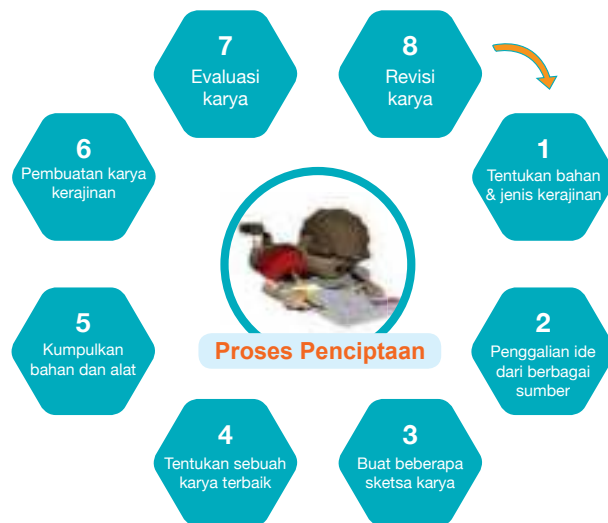 1
Tentukan bahan
& jenis kerajinan
2
Penggalian ide
dari berbagai
sumber
3
Buat beberapa
sketsa karya
4
Tentukan sebuah
karya terbaik
5
Kumpulkan
bahan dan alat
6
Pembuatan karya
kerajinan
7
Evaluasi
karya
8
Revisi
karya
Proses Penciptaan